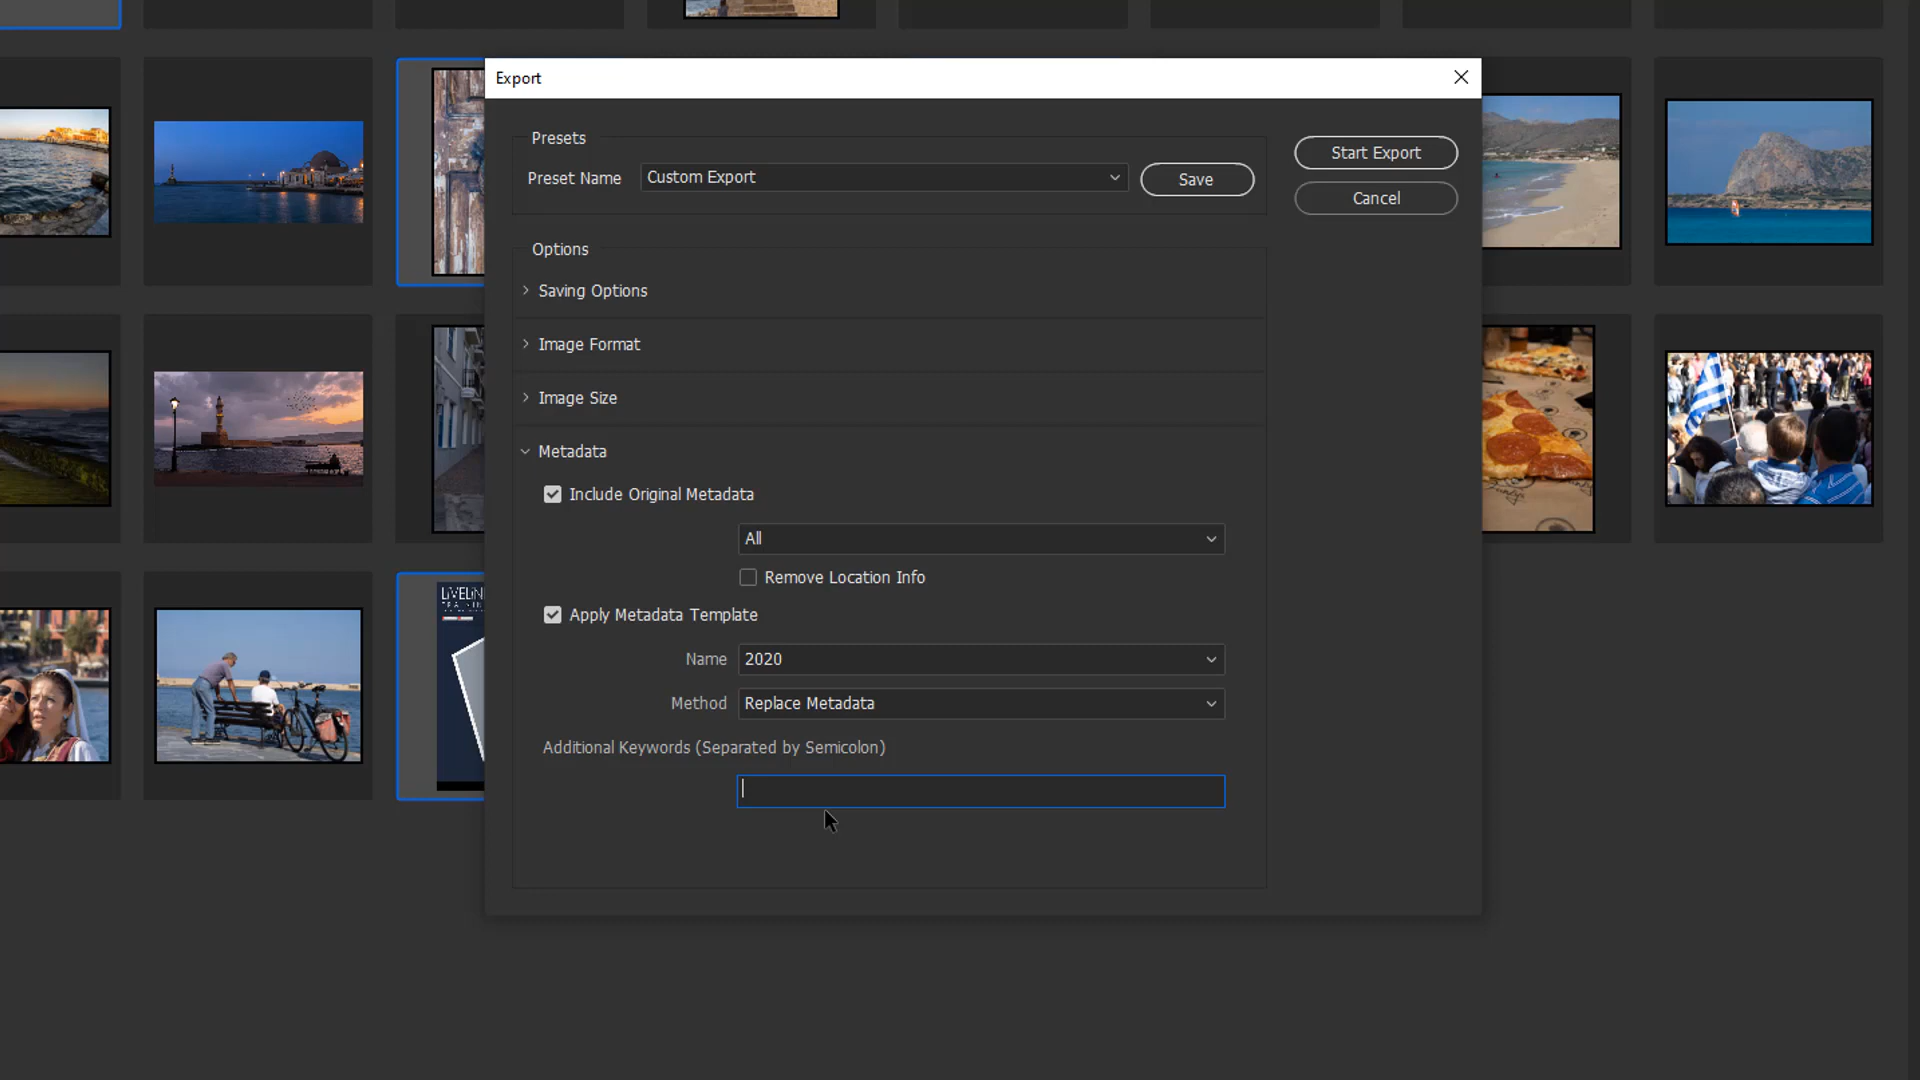 Export
Presets
Preset Name Custom Export Save
Start Export
Cancel
Options
Saving Options
Image Format
Image Size
Metadata
Include Original Metadata
All
Remove Location Info
Apply Metadata Template
Name 2020
Method Replace Metadata
Additional Keywords (Separated by Semicolon)